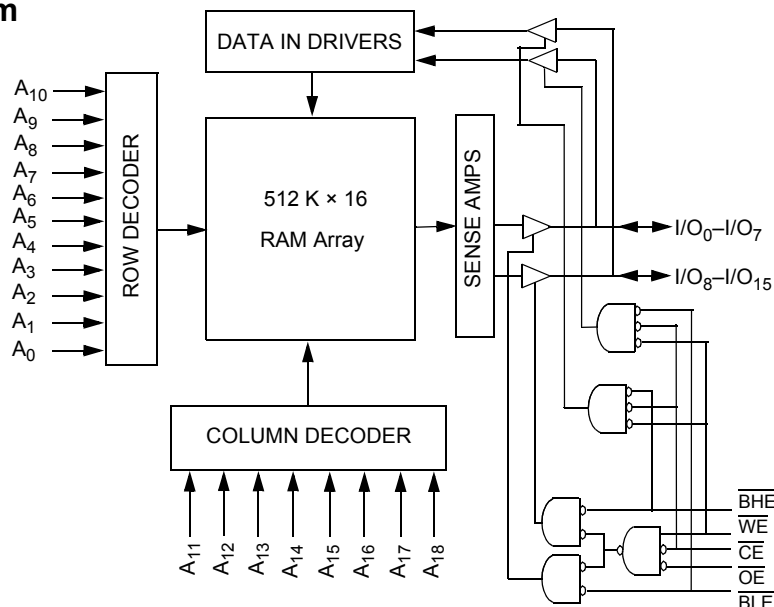 m
DATA IN DRIVERS
A10
A9
A8
A7
A6
A5
A4
A3
A2
A1
A0
ROW DECODER
512 K × 16
RAM Array
SENSE AMPS
I/O0–I/O7
I/O8–I/O15
COLUMN DECODER
A11
A12
A13
A14
A15
A16
A17
A18
BHE
WE
CE
OE
BLE